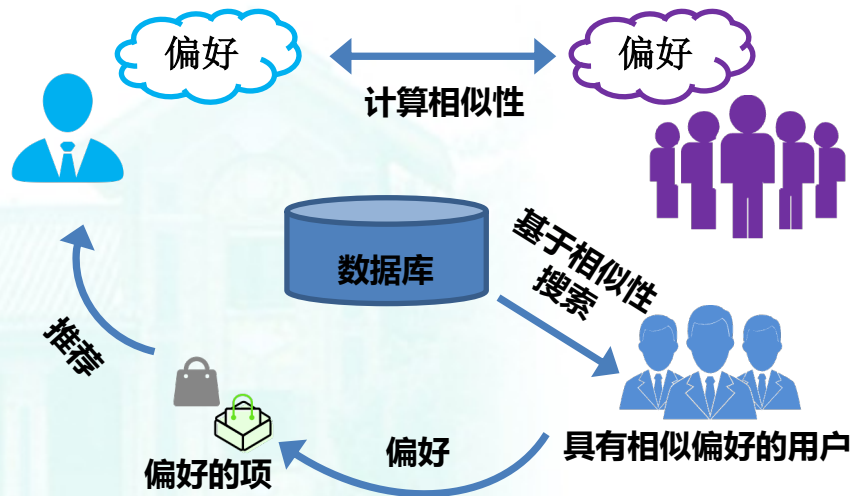 偏好
偏好
计算相似性
数据库
基于相似性
搜索
推荐
偏好
具有相似偏好的用户
偏好的项